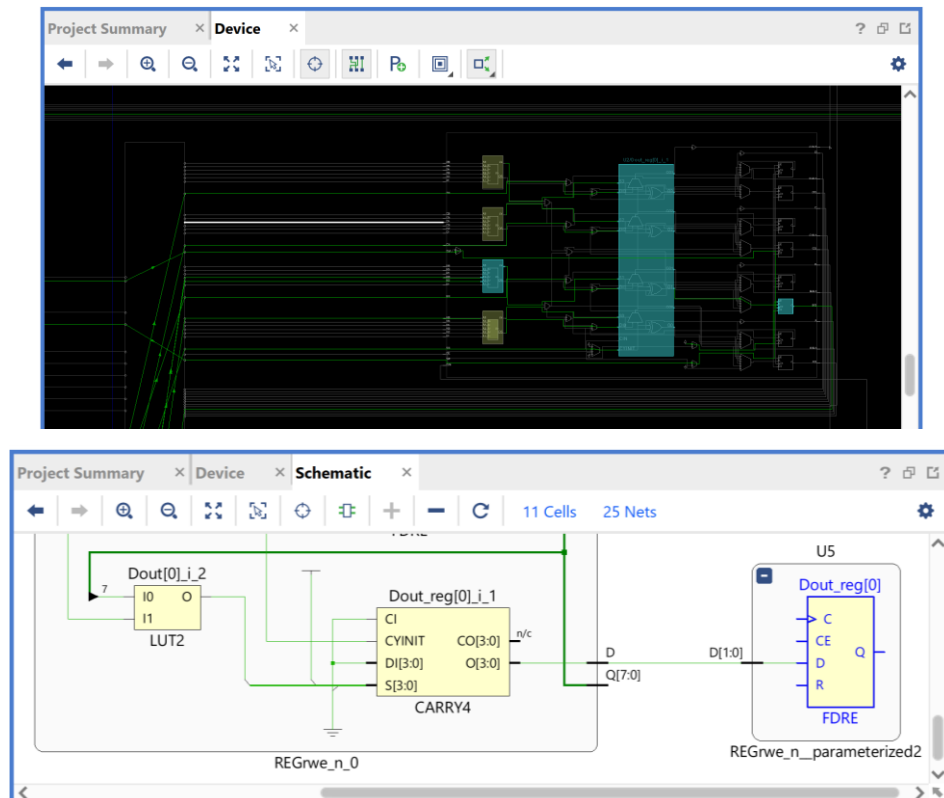 Project Summary × Device ×
Project Summary × Device × Schematic ×
11 Cells 25 Nets
FDRE
U5
Dout[0]_i_2
7
I0 O
I1
LUT2
Dout_reg[0]_i_1
CI
CYINIT CO[3:0] n/c
DI[3:0] O[3:0]
S[3:0]
CARRY4
D
Q[7:0]
D[1:0]
Dout_reg[0]
C
CE
D Q
R
FDRE
REGrwe_n_0
REGrwe_n__parameterized2